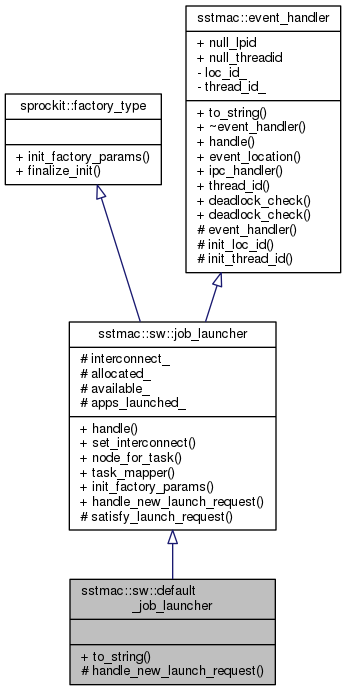 sstmac::event_handler
+ null_lpid
+ null_threadid
- loc_id_
- thread_id_
+ to_string()
+ ~event_handler()
+ handle()
+ event_location()
+ ipc_handler()
+ thread_id()
+ deadlock_check()
+ deadlock_check()
# event_handler()
# init_loc_id()
# init_thread_id()
sprockit::factory_type
+ init_factory_params()
+ finalize_init()
sstmac::sw::job_launcher
# interconnect_
# allocated_
# available_
# apps_launched_
+ handle()
+ set_interconnect()
+ node_for_task()
+ task_mapper()
+ init_factory_params()
+ handle_new_launch_request()
# satisfy_launch_request()
sstmac::sw::default
_job_launcher
+ to_string()
# handle_new_launch_request()